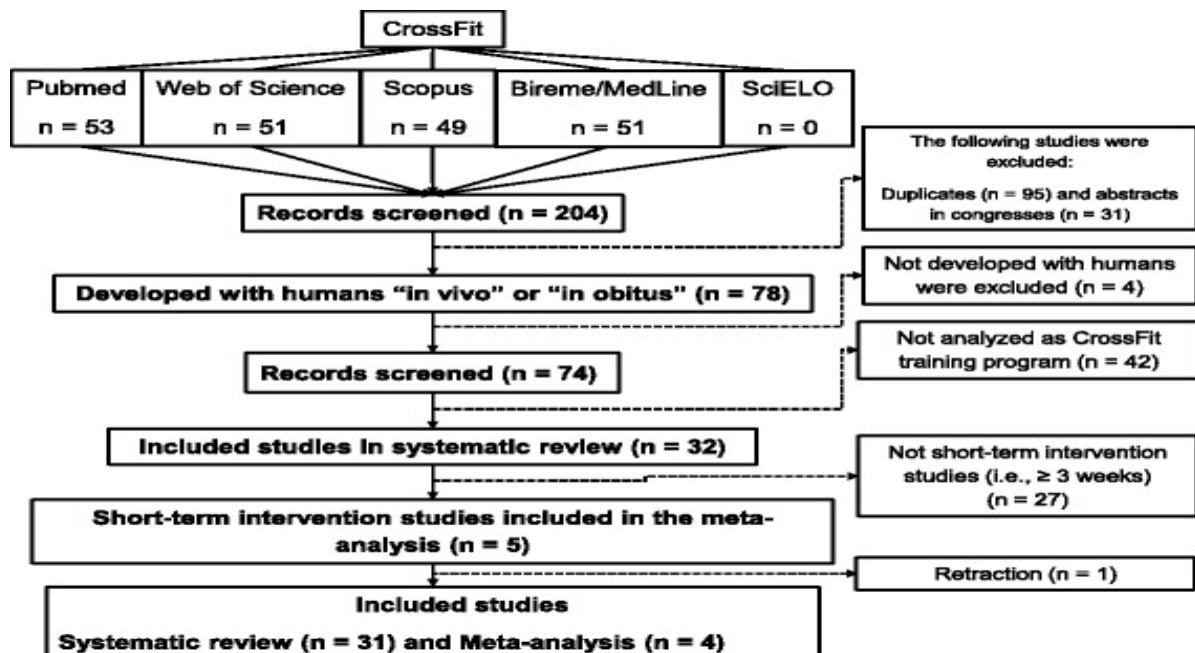 CrossFit
Pubmed
n = 53
Web of Science
n = 51
Scopus
n = 49
Bireme/MedLine
n = 51
SciELO
n = 0
The following studies were
excluded:
Duplicates (n = 95) and abstracts
in congresses (n = 31)
Records screened (n = 204)
Not developed with humans
were excluded (n = 4)
Developed with humans “in vivo” or “in obitus” (n = 78)
Not analyzed as CrossFit
training program (n = 42)
Records screened (n = 74)
Included studies in systematic review (n = 32)
Not short-term intervention
studies (i.e., ≥ 3 weeks)
(n = 27)
Short-term intervention studies included in the meta-
analysis (n = 5)
Retraction (n = 1)
Included studies
Systematic review (n = 31) and Meta-analysis (n = 4)